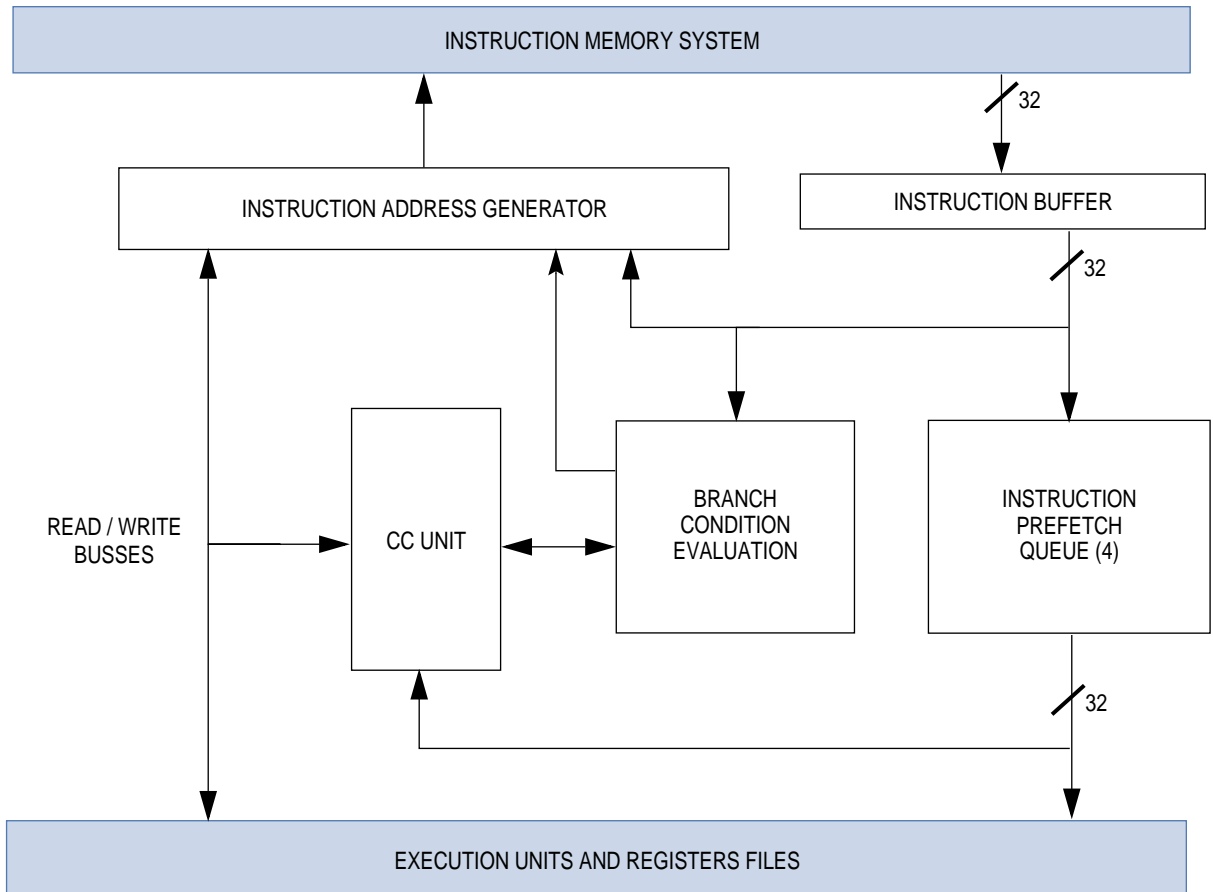 INSTRUCTION MEMORY SYSTEM
32
INSTRUCTION ADDRESS GENERATOR
INSTRUCTION BUFFER
32
READ / WRITE
BUSSES
CC UNIT
BRANCH
CONDITION
EVALUATION
INSTRUCTION
PREFETCH
QUEUE (4)
32
EXECUTION UNITS AND REGISTERS FILES